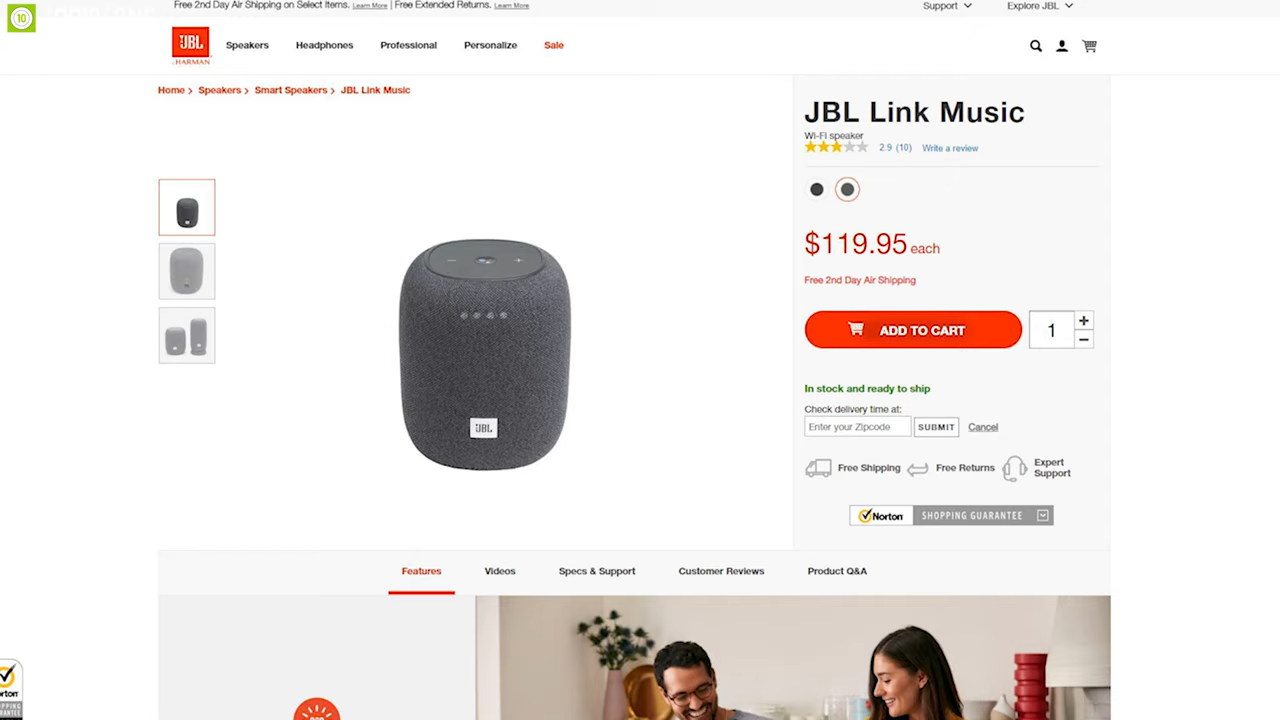 10
Free 2nd Day Air Shipping on Select Items. Learn More | Free Extended Returns. Learn More
Support
Explore JBL
JBL
HARMAN
Speakers
Headphones
Professional
Personalize
Sale
Home > Speakers > Smart Speakers > JBL Link Music
JBL Link Music
Wi-Fi speaker
2.9 (10) Write a review
$119.95 each
Free 2nd Day Air Shipping
ADD TO CART
1
+
−
In stock and ready to ship
Check delivery time at:
Enter your Zipcode
SUBMIT
Cancel
Free Shipping
Free Returns
Expert
Support
Norton
SHOPPING GUARANTEE
JBL
Features
Videos
Specs & Support
Customer Reviews
Product Q&A